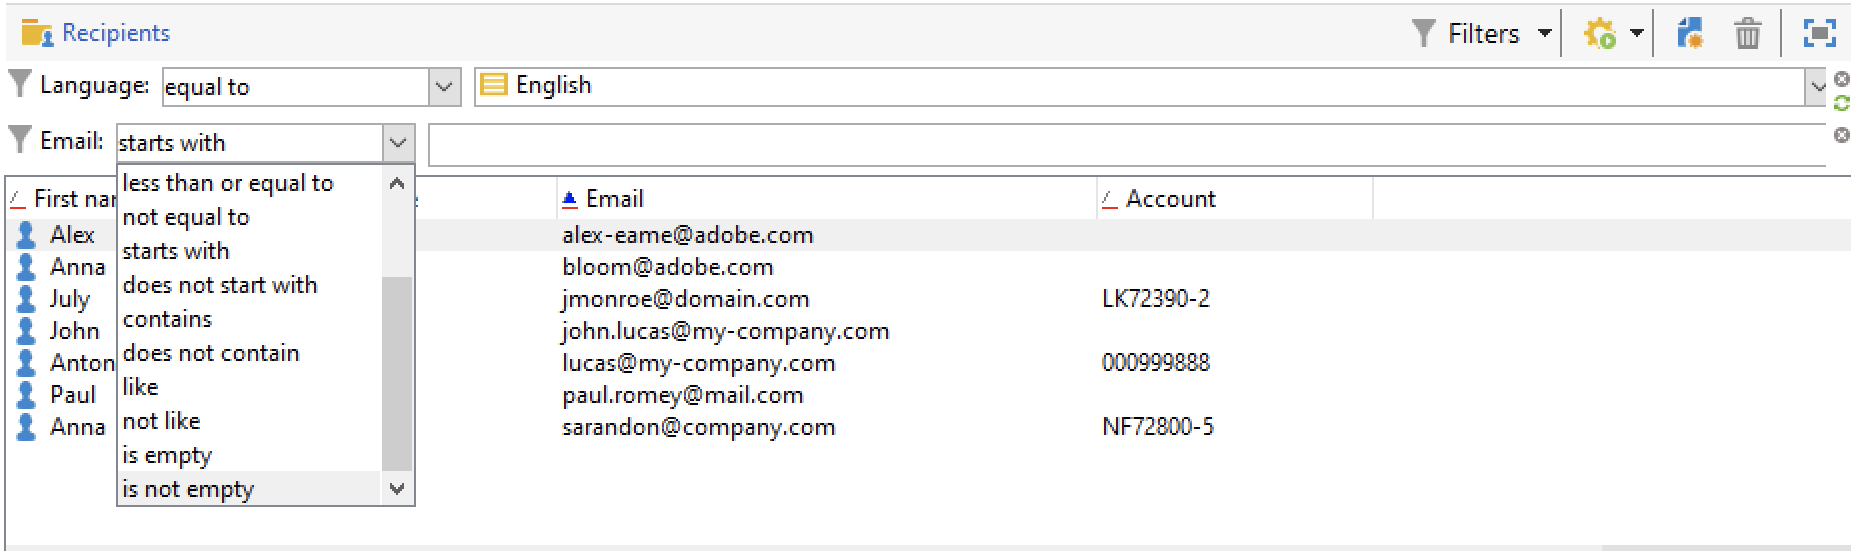 Recipients
Filters
Language: equal to English
Email: starts with
less than or equal to
not equal to
starts with
does not start with
contains
does not contain
like
not like
is empty
is not empty
First nar Email Account
Alex alex-eame@adobe.com
Anna bloom@adobe.com
July jmonroe@domain.com LK72390-2
John john.lucas@my-company.com
Anton lucas@my-company.com 000999888
Paul paul.romey@mail.com
Anna sarandon@company.com NF72800-5